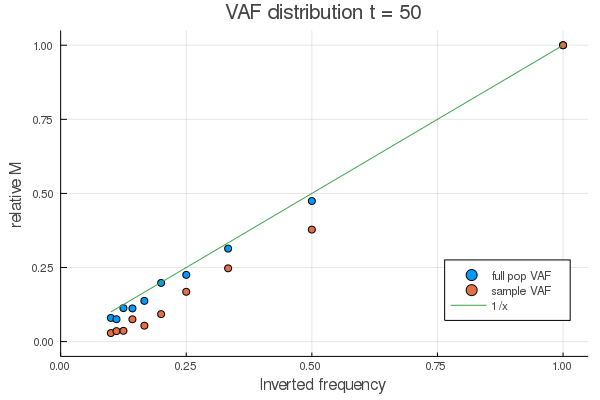 VAF distribution t = 50
1.00
0.75
0.50
0.25
0.00
relative M
0.00 0.25 0.50 0.75 1.00
Inverted frequency
full pop VAF
sample VAF
1/x